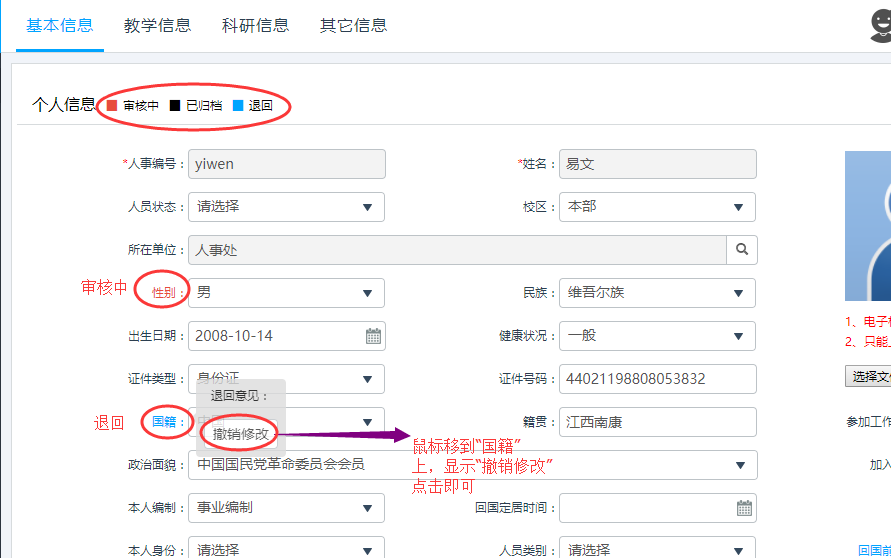 基本信息 教学信息 科研信息 其它信息
个人信息 审核中 已归档 退回
*人事编号： yiwen *姓名： 易文
人员状态： 请选择 校区： 本部
所在单位： 人事处
审核中 性别： 男 民族： 维吾尔族
出生日期： 2008-10-14 健康状况： 一般
1、电子
2、只能
证件类型： 身份证 证件号码： 44021198808053832
选择文
退回意见：
退回 国籍： 中国 籍贯： 江西南康 参加工作
撤销修改
鼠标移到“国籍”
上，显示“撤销修改”
点击即可
政治面貌： 中国国民党革命委员会会员 加入
本人编制： 事业编制 回国定居时间：
本人身份： 请选择 人员类别： 请选择 回国前